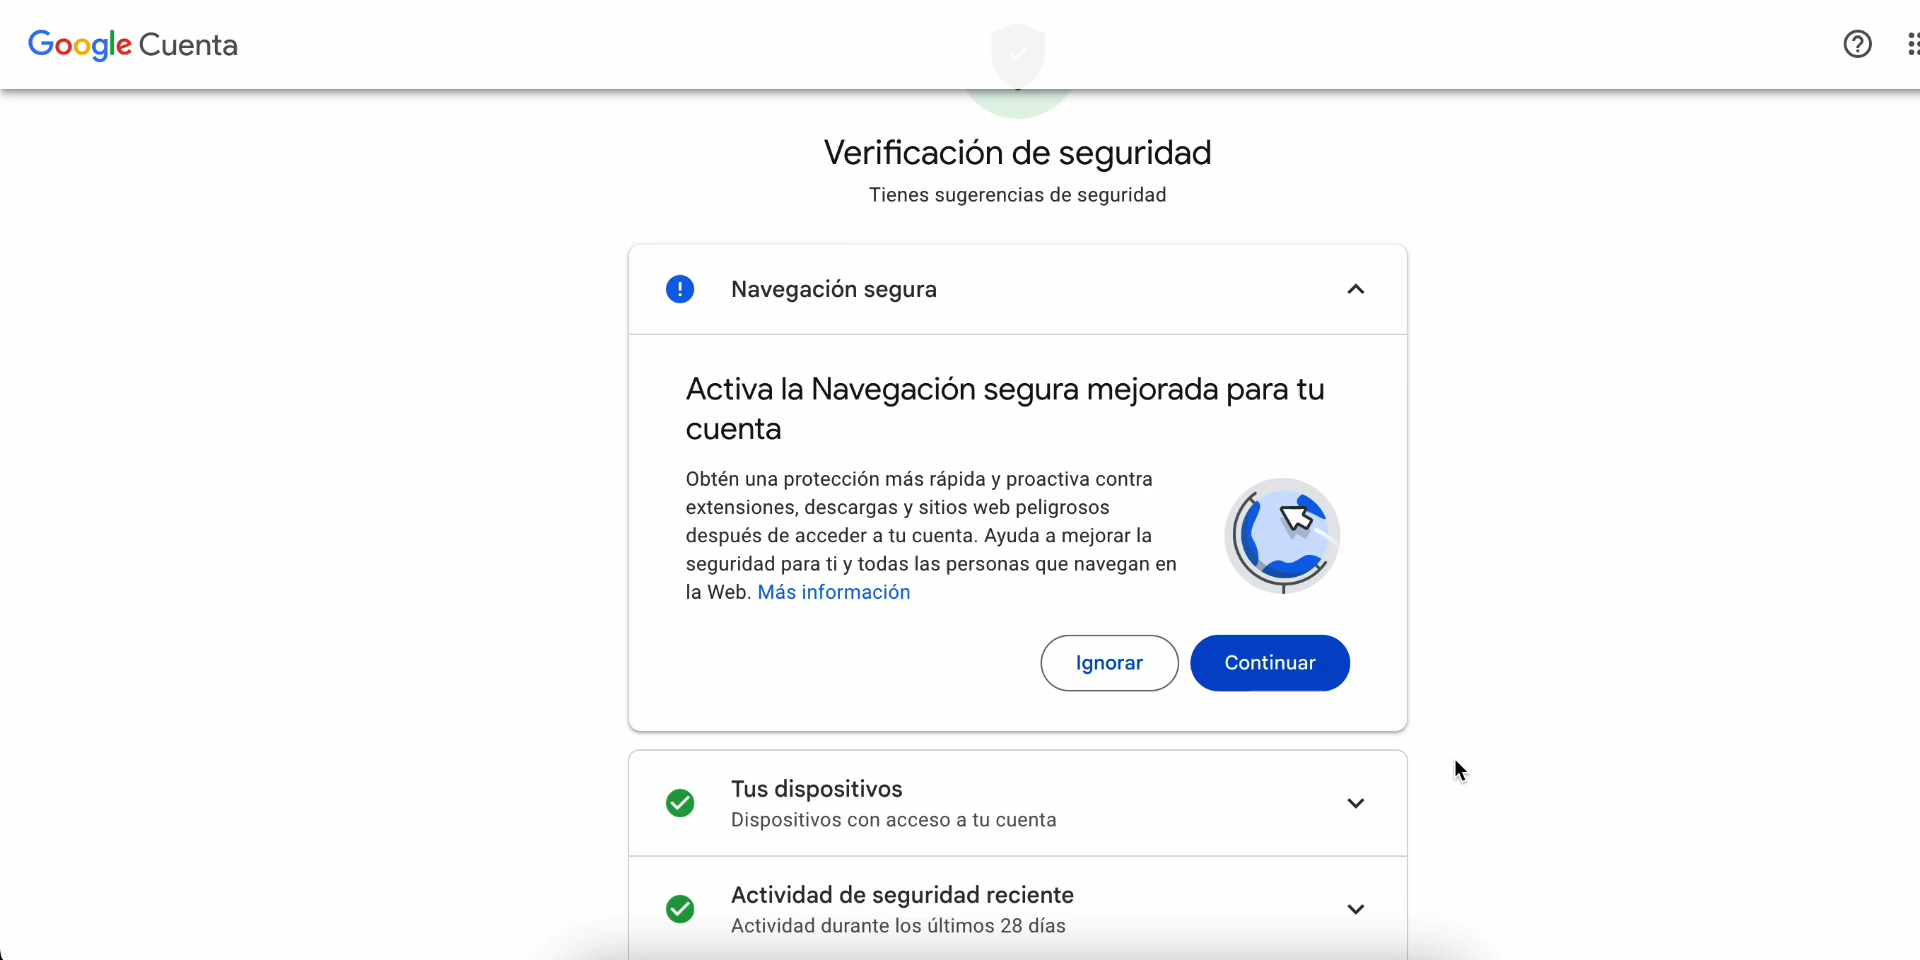 Google Cuenta
Verificación de seguridad
Tienes sugerencias de seguridad
Navegación segura
Activa la Navegación segura mejorada para tu
cuenta
Obtén una protección más rápida y proactiva contra
extensiones, descargas y sitios web peligrosos
después de acceder a tu cuenta. Ayuda a mejorar la
seguridad para ti y todas las personas que navegan en
la Web. Más información
Ignorar
Continuar
Tus dispositivos
Dispositivos con acceso a tu cuenta
Actividad de seguridad reciente
Actividad durante los últimos 28 días